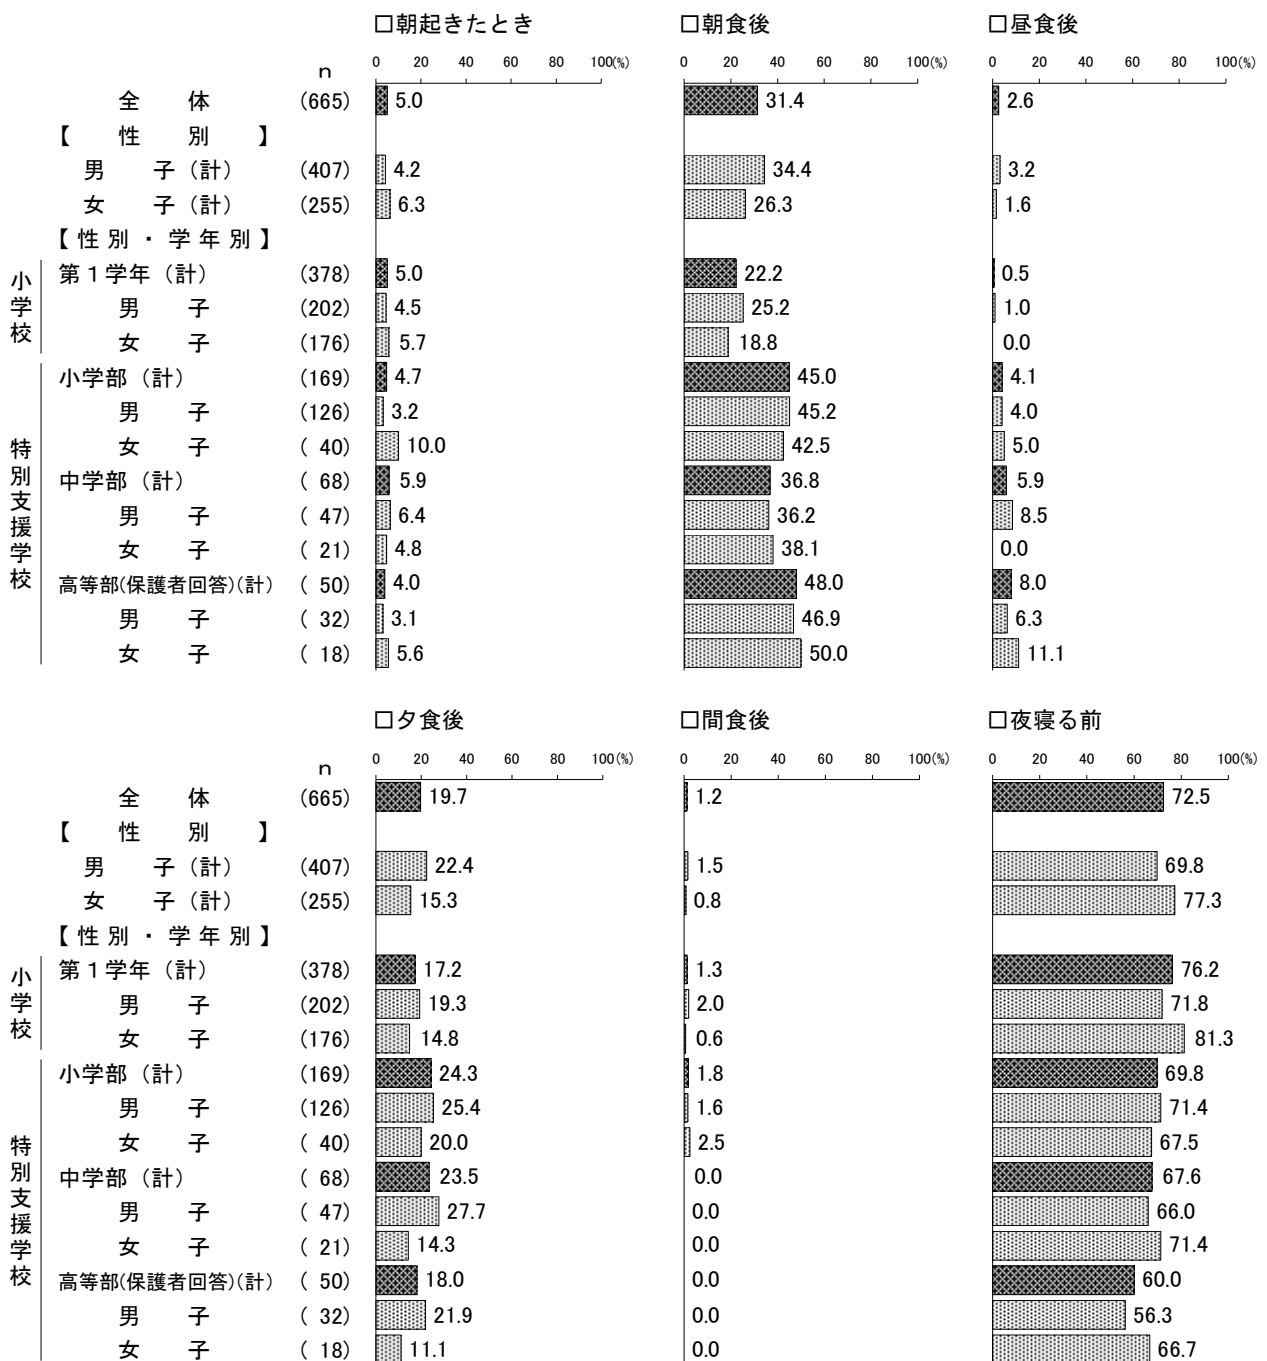 □朝起きたとき □朝食後 □昼食後
n 0 20 40 60 80 100(%) 0 20 40 60 80 100(%) 0 20 40 60 80 100(%)
全 体 (665) 5.0 31.4 2.6
【 性 別 】
男 子（計） (407) 4.2 34.4 3.2
女 子（計） (255) 6.3 26.3 1.6
【性別・学年別】
小学校
第１学年（計） (378) 5.0 22.2 0.5
男 子 (202) 4.5 25.2 1.0
女 子 (176) 5.7 18.8 0.0
特別支援学校
小学部（計） (169) 4.7 45.0 4.1
男 子 (126) 3.2 45.2 4.0
女 子 ( 40) 10.0 42.5 5.0
中学部（計） ( 68) 5.9 36.8 5.9
男 子 ( 47) 6.4 36.2 8.5
女 子 ( 21) 4.8 38.1 0.0
高等部(保護者回答)(計) ( 50) 4.0 48.0 8.0
男 子 ( 32) 3.1 46.9 6.3
女 子 ( 18) 5.6 50.0 11.1
□夕食後 □間食後 □夜寝る前
n 0 20 40 60 80 100(%) 0 20 40 60 80 100(%) 0 20 40 60 80 100(%)
全 体 (665) 19.7 1.2 72.5
【 性 別 】
男 子（計） (407) 22.4 1.5 69.8
女 子（計） (255) 15.3 0.8 77.3
【性別・学年別】
小学校
第１学年（計） (378) 17.2 1.3 76.2
男 子 (202) 19.3 2.0 71.8
女 子 (176) 14.8 0.6 81.3
特別支援学校
小学部（計） (169) 24.3 1.8 69.8
男 子 (126) 25.4 1.6 71.4
女 子 ( 40) 20.0 2.5 67.5
中学部（計） ( 68) 23.5 0.0 67.6
男 子 ( 47) 27.7 0.0 66.0
女 子 ( 21) 14.3 0.0 71.4
高等部(保護者回答)(計) ( 50) 18.0 0.0 60.0
男 子 ( 32) 21.9 0.0 56.3
女 子 ( 18) 11.1 0.0 66.7